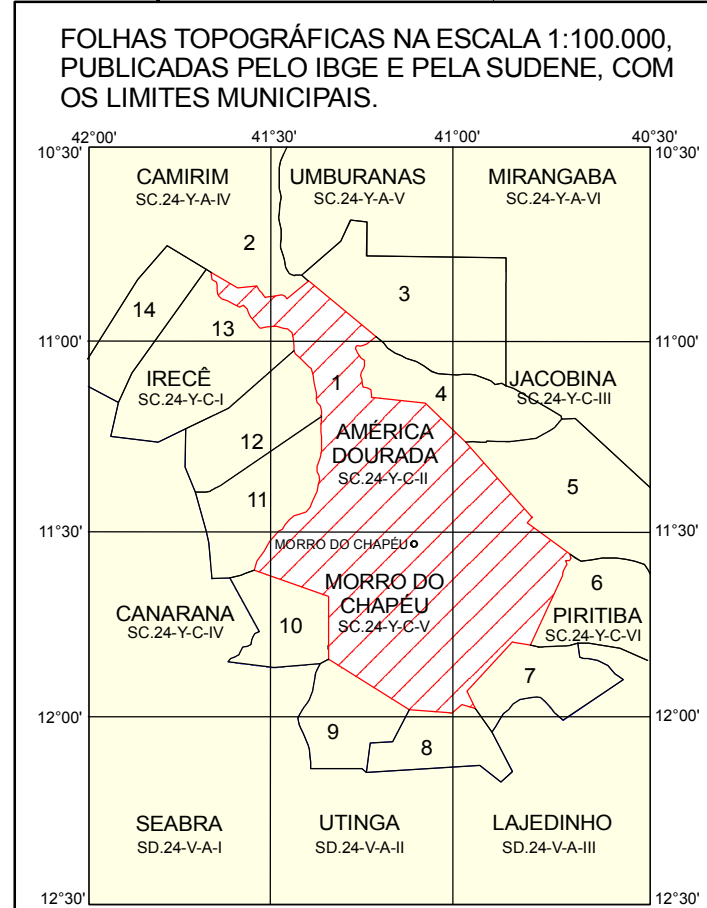 FOLHAS TOPOGRÁFICAS NA ESCALA 1:100.000,
PUBLICADAS PELO IBGE E PELA SUDENE, COM
OS LIMITES MUNICIPAIS.
42°00' 41°30' 41°00' 40°30'
10°30' 10°30'
CAMIRIM UMBURANAS MIRANGABA
SC.24-Y-A-IV SC.24-Y-A-V SC.24-Y-A-VI
2
3
14 13
11°00' 11°00'
IRECÊ 1 JACOBINA
SC.24-Y-C-I 4 SC.24-Y-C-III
12 AMÉRICA
DOURADA
SC.24-Y-C-II
11 5
11°30' 11°30'
MORRO DO CHAPÉU
6
CANARANA MORRO DO PIRITIBA
SC.24-Y-C-IV CHAPÉU SC.24-Y-C-VI
10 SC.24-Y-C-V
7
12°00' 12°00'
9 8
SEABRA UTINGA LAJEDINHO
SD.24-V-A-I SD.24-V-A-II SD.24-V-A-III
12°30' 12°30'